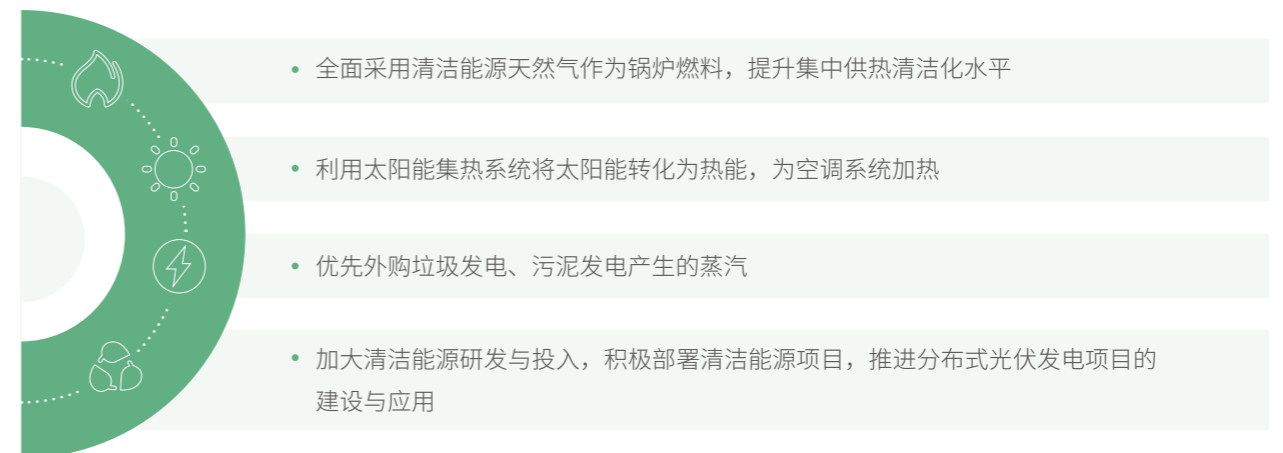 • 全面采用清洁能源天然气作为锅炉燃料，提升集中供热清洁化水平
• 利用太阳能集热系统将太阳能转化为热能，为空调系统加热
• 优先外购垃圾发电、污泥发电产生的蒸汽
• 加大清洁能源研发与投入，积极部署清洁能源项目，推进分布式光伏发电项目的
建设与应用